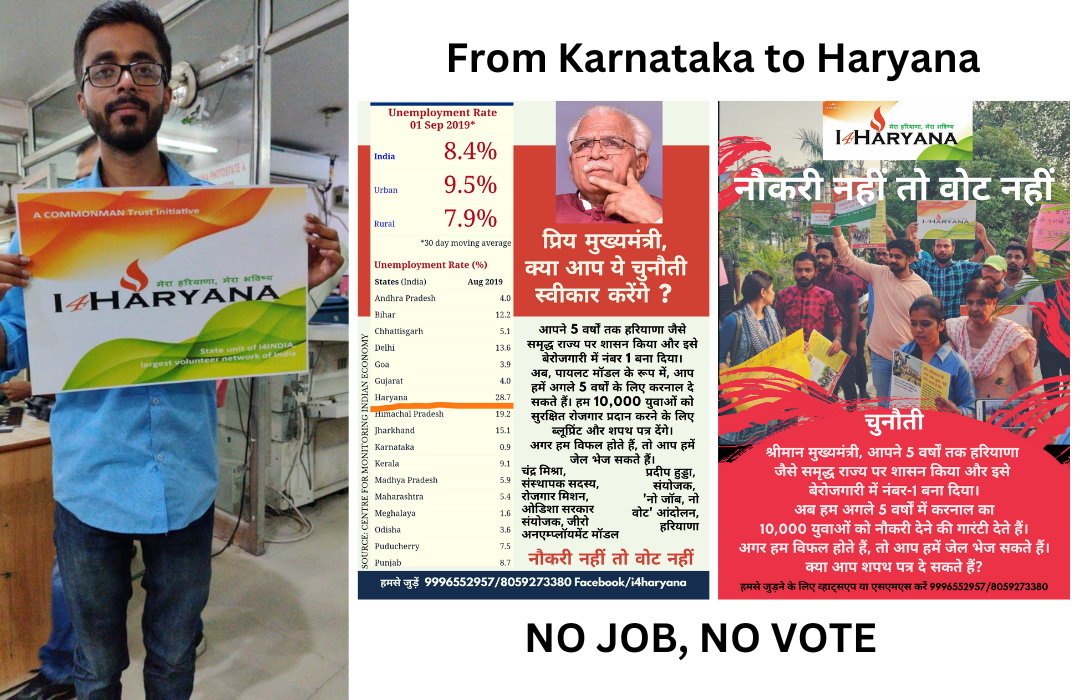 From Karnataka to Haryana
A COMMONMAN Trust initiative
मेरा हरियाणा, मेरा भविष्य
I4HARYANA
State unit of I4INDIA
largest volunteer network of India
Unemployment Rate
01 Sep 2019*
India 8.4%
Urban 9.5%
Rural 7.9%
*30 day moving average
Unemployment Rate (%)
States (India) Aug 2019
Andhra Pradesh 4.0
Bihar 12.2
Chhattisgarh 5.1
Delhi 13.6
Goa 3.9
Gujarat 4.0
Haryana 28.7
Himachal Pradesh 19.2
Jharkhand 15.1
Karnataka 0.9
Kerala 9.1
Madhya Pradesh 5.9
Maharashtra 5.4
Meghalaya 1.6
Odisha 3.6
Puducherry 7.5
Punjab 8.7
SOURCE: CENTRE FOR MONITORING INDIAN ECONOMY
प्रिय मुख्यमंत्री,
क्या आप ये चुनौती
स्वीकार करेंगे ?
आपने 5 वर्षों तक हरियाणा जैसे
समृद्ध राज्य पर शासन किया और इसे
बेरोजगारी में नंबर 1 बना दिया।
अब, पायलट मॉडल के रूप में, आप
हमें अगले 5 वर्षों के लिए करनाल दे
सकते हैं। हम 10,000 युवाओं को
सुरक्षित रोजगार प्रदान करने के लिए
ब्लूप्रिंट और शपथ पत्र देंगे।
अगर हम विफल होते हैं, तो आप हमें
जेल भेज सकते हैं।
चंद्र मिश्रा,
संस्थापक सदस्य,
रोजगार मिशन,
ओडिशा सरकार
संयोजक, जीरो
अनएम्प्लॉयमेंट मॉडल
प्रदीप हुड्डा,
संयोजक,
'नो जॉब, नो
वोट' आंदोलन,
हरियाणा
नौकरी नहीं तो वोट नहीं
हमसे जुड़ें 9996552957/8059273380 Facebook/i4haryana
मेरा हरियाणा, मेरा भविष्य
I4HARYANA
नौकरी नहीं तो वोट नहीं
चुनौती
श्रीमान मुख्यमंत्री, आपने 5 वर्षों तक हरियाणा
जैसे समृद्ध राज्य पर शासन किया और इसे
बेरोजगारी में नंबर-1 बना दिया।
अब हम अगले 5 वर्षों में करनाल का
10,000 युवाओं को नौकरी देने की गारंटी देते हैं।
अगर हम विफल होते हैं, तो आप हमें जेल भेज सकते हैं।
क्या आप शपथ पत्र दे सकते हैं?
हमसे जुड़ने के लिए व्हाट्सएप या एसएमएस करें 9996552957/8059273380
NO JOB, NO VOTE